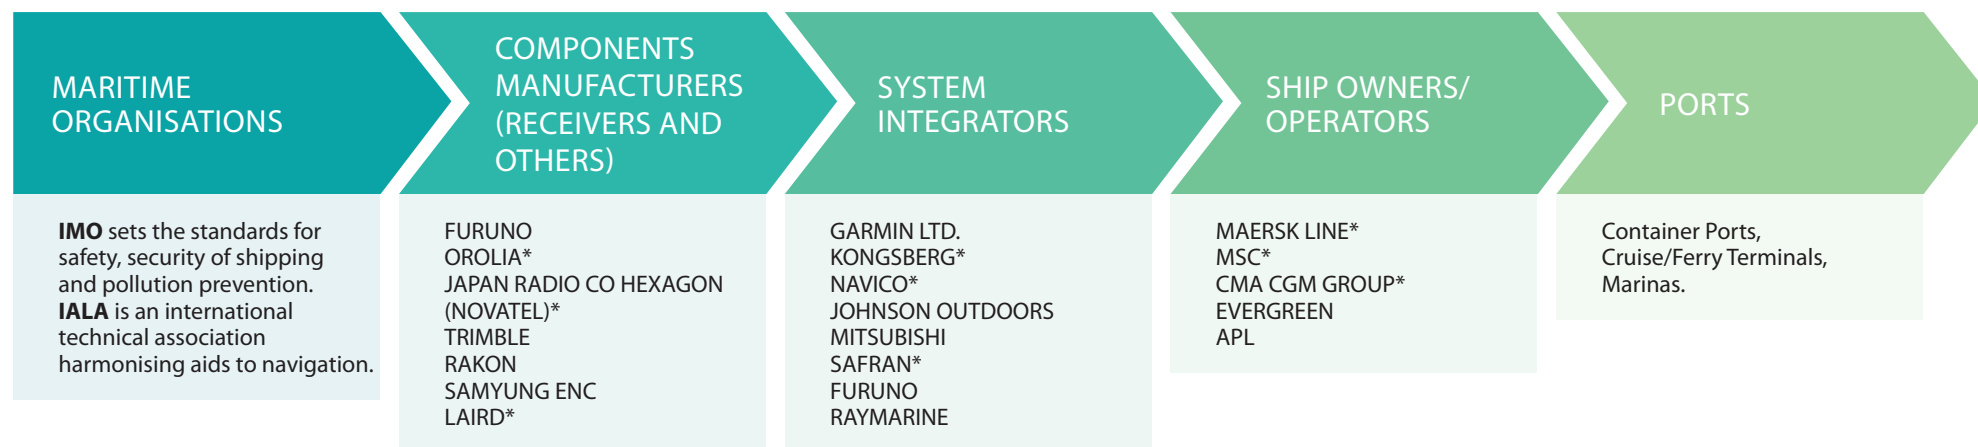 MARITIME
ORGANISATIONS
IMO sets the standards for
safety, security of shipping
and pollution prevention.
IALA is an international
technical association
harmonising aids to navigation.
COMPONENTS
MANUFACTURERS
(RECEIVERS AND
OTHERS)
FURUNO
OROLIA*
JAPAN RADIO CO HEXAGON
(NOVATEL)*
TRIMBLE
RAKON
SAMYUNG ENC
LAIRD*
SYSTEM
INTEGRATORS
GARMIN LTD.
KONGSBERG*
NAVICO*
JOHNSON OUTDOORS
MITSUBISHI
SAFRAN*
FURUNO
RAYMARINE
SHIP OWNERS/
OPERATORS
MAERSK LINE*
MSC*
CMA CGM GROUP*
EVERGREEN
APL
PORTS
Container Ports,
Cruise/Ferry Terminals,
Marinas.